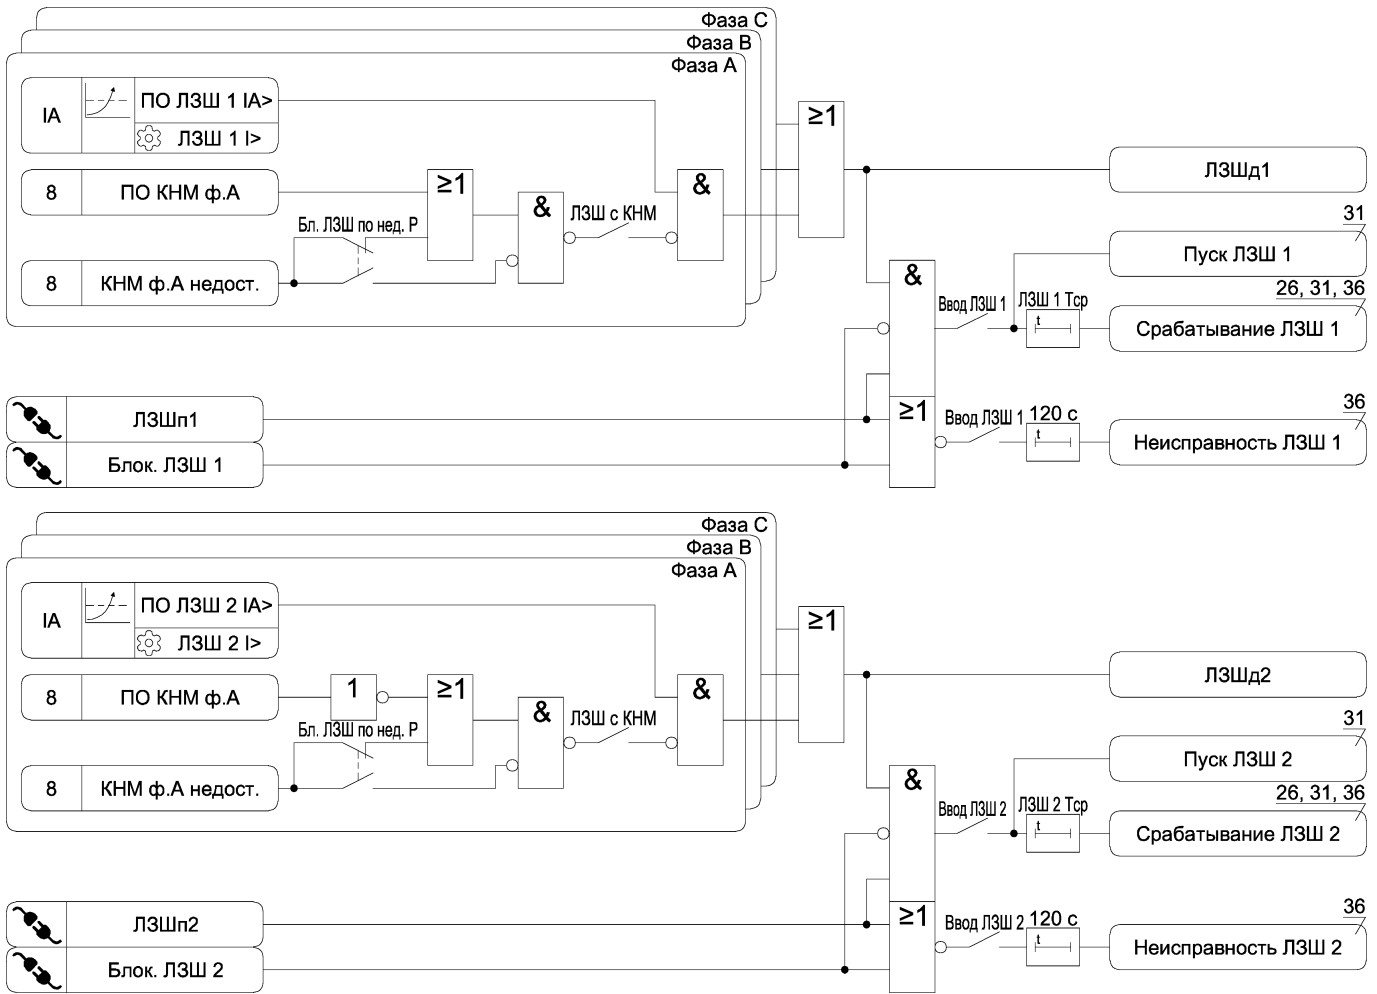 Фаза C
Фаза B
Фаза A
IA
ПО ЛЗШ 1 IA>
ЛЗШ 1 I>
≥1
8
ПО КНМ ф.А
≥1
&
&
ЛЗШд1
Бл. ЛЗШ по нед. Р
ЛЗШ с КНМ
31
Пуск ЛЗШ 1
8
КНМ ф.А недост.
&
26, 31, 36
Ввод ЛЗШ 1
ЛЗШ 1 Тср
t
Срабатывание ЛЗШ 1
ЛЗШп1
≥1
Ввод ЛЗШ 1
120 с
t
36
Неисправность ЛЗШ 1
Блок. ЛЗШ 1
Фаза C
Фаза B
Фаза A
IA
ПО ЛЗШ 2 IA>
ЛЗШ 2 I>
≥1
8
ПО КНМ ф.А
1
≥1
&
&
ЛЗШд2
Бл. ЛЗШ по нед. Р
ЛЗШ с КНМ
31
Пуск ЛЗШ 2
8
КНМ ф.А недост.
&
26, 31, 36
Ввод ЛЗШ 2
ЛЗШ 2 Тср
t
Срабатывание ЛЗШ 2
ЛЗШп2
≥1
Ввод ЛЗШ 2
120 с
t
36
Неисправность ЛЗШ 2
Блок. ЛЗШ 2